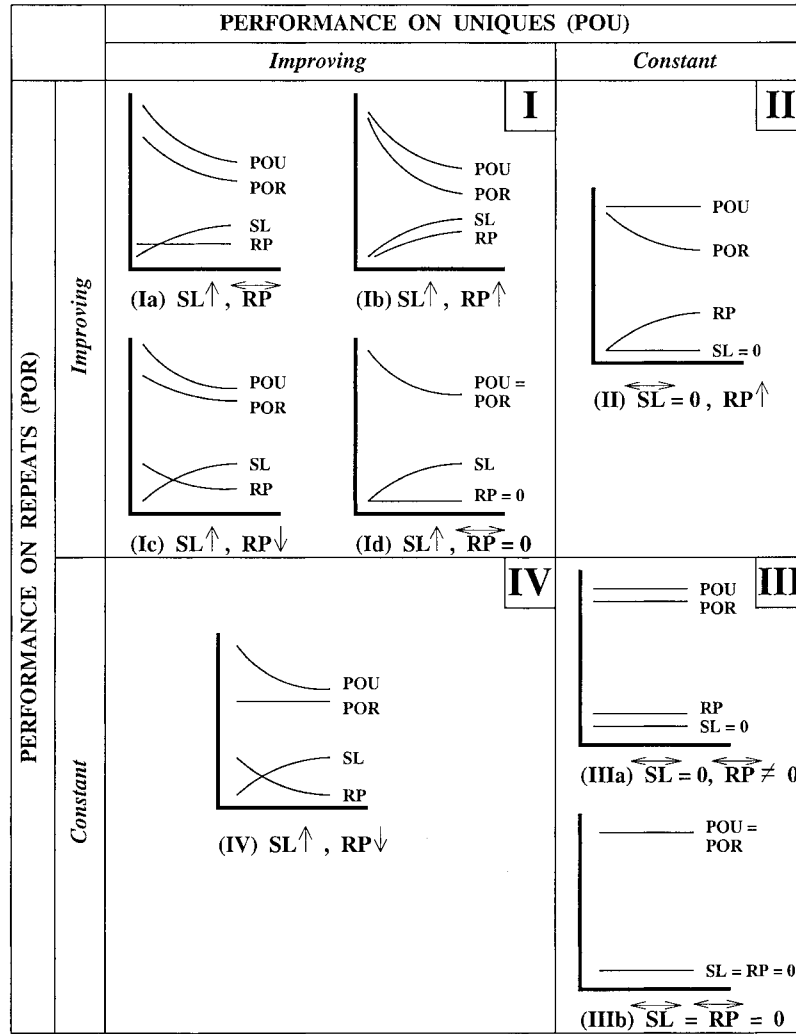 PERFORMANCE ON UNIQUES (POU)
Improving
Constant
PERFORMANCE ON REPEATS (POR)
Improving
Constant
I
POU
POR
SL
RP
(Ia) SL↑ , RP
POU
POR
SL
RP
(Ib) SL↑ , RP↑
POU
POR
SL
RP
(Ic) SL↑ , RP↓
POU =
POR
SL
RP = 0
(Id) SL↑ , RP = 0
II
POU
POR
RP
SL = 0
(II) SL = 0 , RP↑
IV
POU
POR
SL
RP
(IV) SL↑ , RP↓
III
POU
POR
RP
SL = 0
(IIIa) SL = 0, RP ≠ 0
POU =
POR
SL = RP = 0
(IIIb) SL = RP = 0